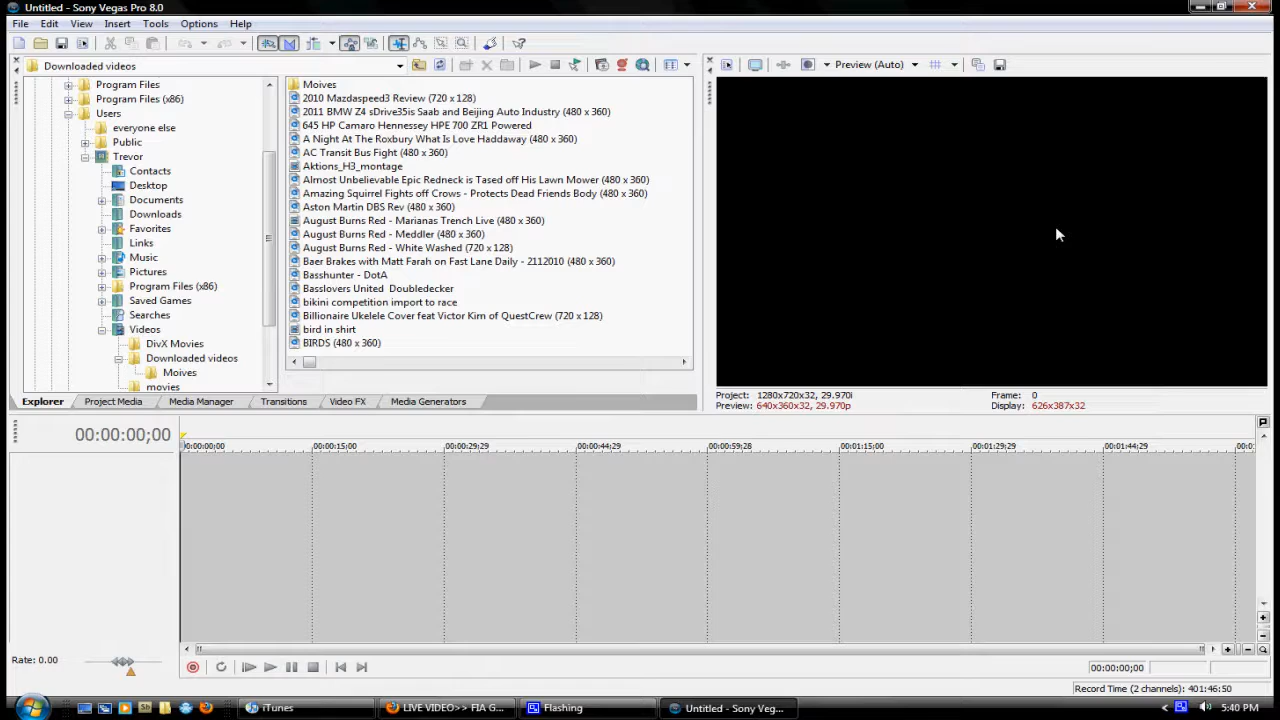 Untitled - Sony Vegas Pro 8.0
File Edit View Insert Tools Options Help
Downloaded videos
Preview (Auto)
Program Files
Program Files (x86)
Users
everyone else
Public
Trevor
Contacts
Desktop
Documents
Downloads
Favorites
Links
Music
Pictures
Program Files (x86)
Saved Games
Searches
Videos
DivX Movies
Downloaded videos
Moives
movies
Moives
2010 Mazdaspeed3 Review (720 x 128)
2011 BMW Z4 sDrive35is Saab and Beijing Auto Industry (480 x 360)
645 HP Camaro Hennessey HPE 700 ZR1 Powered
A Night At The Roxbury What Is Love Haddaway (480 x 360)
AC Transit Bus Fight (480 x 360)
Aktions_H3_montage
Almost Unbelievable Epic Redneck is Tased off His Lawn Mower (480 x 360)
Amazing Squirrel Fights off Crows - Protects Dead Friends Body (480 x 360)
Aston Martin DBS Rev (480 x 360)
August Burns Red - Marianas Trench Live (480 x 360)
August Burns Red - Meddler (480 x 360)
August Burns Red - White Washed (720 x 128)
Baer Brakes with Matt Farah on Fast Lane Daily - 2112010 (480 x 360)
Basshunter - DotA
Basslovers United Doubledecker
bikini competition import to race
Billionaire Ukelele Cover feat Victor Kim of QuestCrew (720 x 128)
bird in shirt
BIRDS (480 x 360)
Explorer Project Media Media Manager Transitions Video FX Media Generators
Project: 1280x720x32, 29.970i Frame: 0
Preview: 640x360x32, 29.970p Display: 626x387x32
00:00:00;00
00:00:00;00 00:00:15;00 00:00:29;29 00:00:44;29 00:00:59;28 00:01:15;00 00:01:29;29 00:01:44;29 00:0
Rate: 0.00
00:00:00;00
Record Time (2 channels): 401:46:50
iTunes LIVE VIDEO>> FIA G... Flashing Untitled - Sony Veg... 5:40 PM